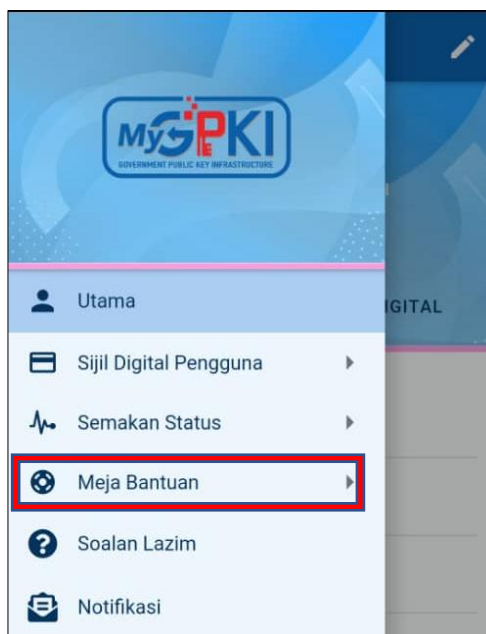 MyGPKI
GOVERNMENT PUBLIC KEY INFRASTRUCTURE
Utama
IGITAL
Sijil Digital Pengguna
Semakan Status
Meja Bantuan
Soalan Lazim
Notifikasi